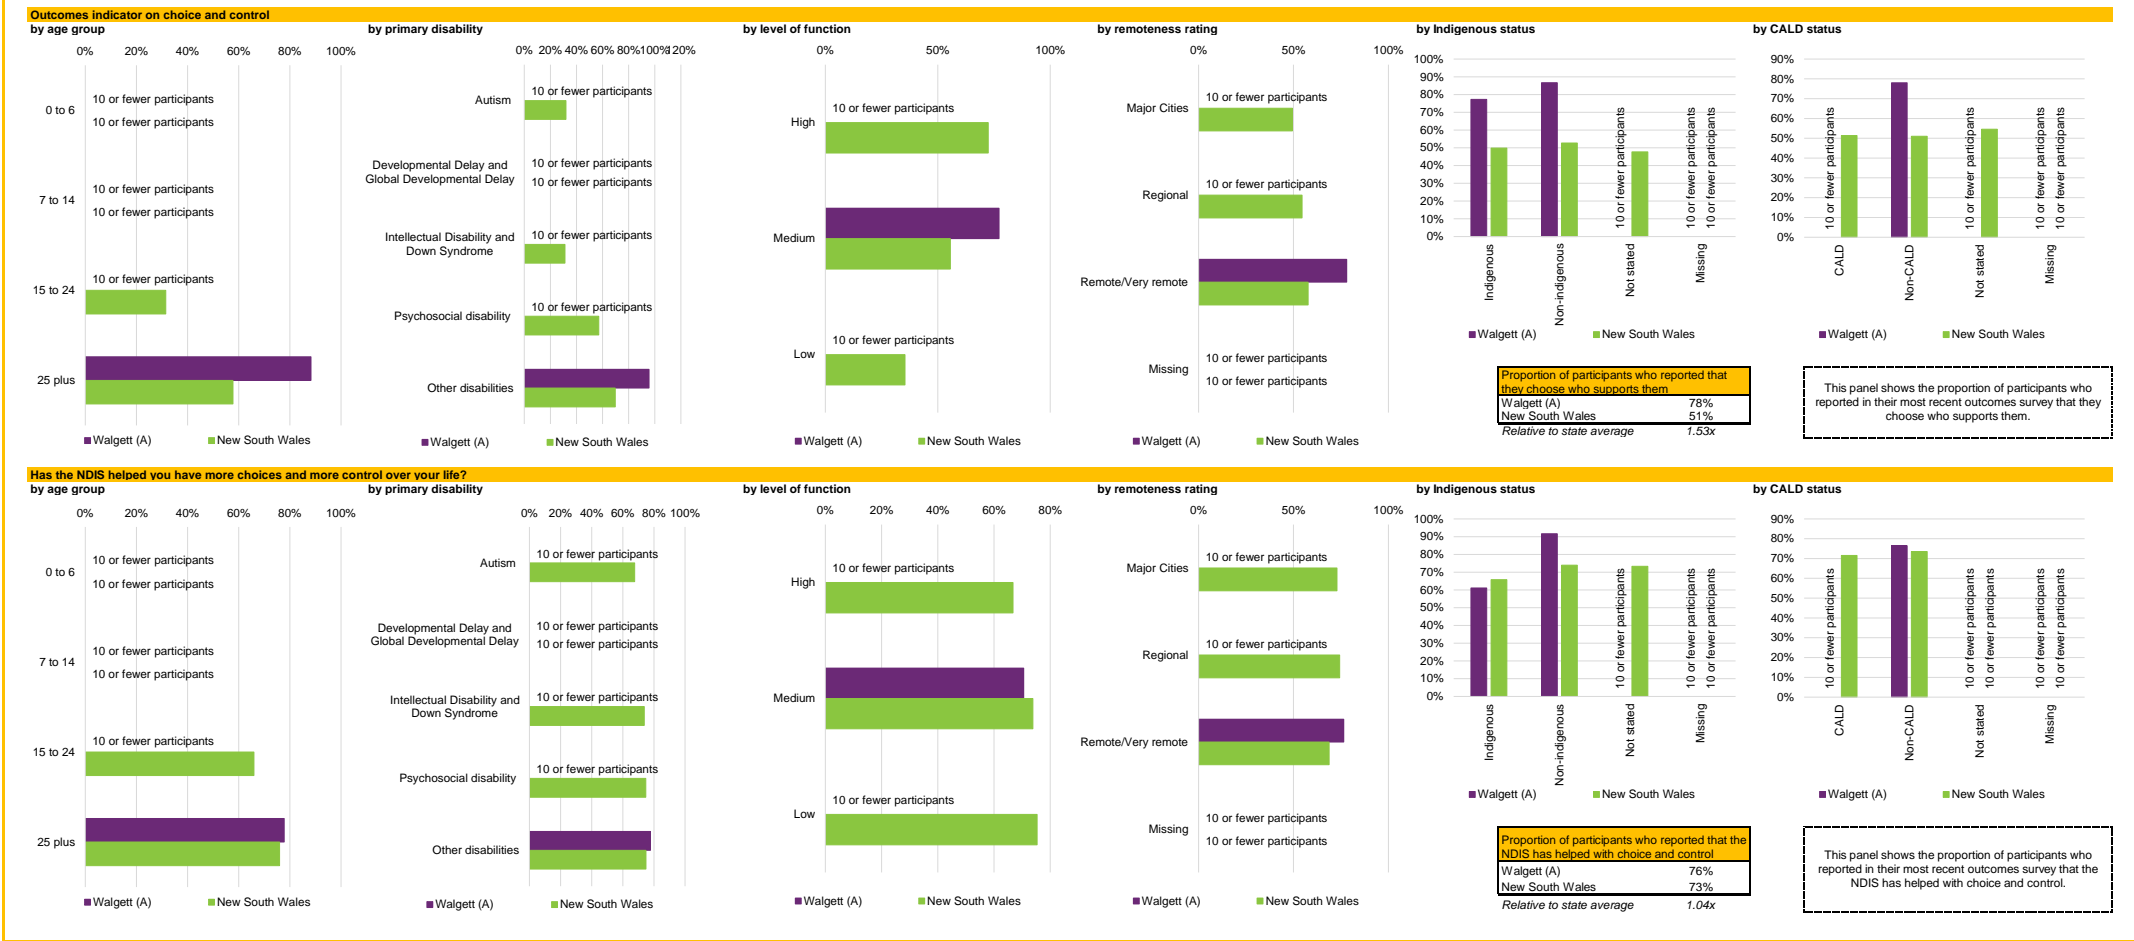 Outcomes indicator on choice and control
by age group
0% 20% 40% 60% 80% 100%
0 to 6
10 or fewer participants
10 or fewer participants
7 to 14
10 or fewer participants
10 or fewer participants
15 to 24
10 or fewer participants
25 plus
Walgett (A) New South Wales
by primary disability
0% 20% 40% 60% 80%100%120%
Autism
10 or fewer participants
Developmental Delay and
Global Developmental Delay
10 or fewer participants
10 or fewer participants
Intellectual Disability and
Down Syndrome
10 or fewer participants
Psychosocial disability
10 or fewer participants
Other disabilities
Walgett (A) New South Wales
by level of function
0% 50% 100%
High
10 or fewer participants
Medium
Low
10 or fewer participants
Walgett (A) New South Wales
by remoteness rating
0% 50% 100%
Major Cities
10 or fewer participants
Regional
10 or fewer participants
Remote/Very remote
Missing
10 or fewer participants
10 or fewer participants
Walgett (A) New South Wales
by Indigenous status
100%
90%
80%
70%
60%
50%
40%
30%
20%
10%
0%
10 or fewer participants
10 or fewer participants
10 or fewer participants
Indigenous
Non-indigenous
Not stated
Missing
Walgett (A) New South Wales
Proportion of participants who reported that
they choose who supports them
Walgett (A) 78%
New South Wales 51%
Relative to state average 1.53x
by CALD status
90%
80%
70%
60%
50%
40%
30%
20%
10%
0%
10 or fewer participants
10 or fewer participants
10 or fewer participants
10 or fewer participants
CALD
Non-CALD
Not stated
Missing
Walgett (A) New South Wales
This panel shows the proportion of participants who
reported in their most recent outcomes survey that they
choose who supports them.
Has the NDIS helped you have more choices and more control over your life?
by age group
0% 20% 40% 60% 80% 100%
0 to 6
10 or fewer participants
10 or fewer participants
7 to 14
10 or fewer participants
10 or fewer participants
15 to 24
10 or fewer participants
25 plus
Walgett (A) New South Wales
by primary disability
0% 20% 40% 60% 80% 100%
Autism
10 or fewer participants
Developmental Delay and
Global Developmental Delay
10 or fewer participants
10 or fewer participants
Intellectual Disability and
Down Syndrome
10 or fewer participants
Psychosocial disability
10 or fewer participants
Other disabilities
Walgett (A) New South Wales
by level of function
0% 20% 40% 60% 80%
High
10 or fewer participants
Medium
Low
10 or fewer participants
Walgett (A) New South Wales
by remoteness rating
0% 50% 100%
Major Cities
10 or fewer participants
Regional
10 or fewer participants
Remote/Very remote
Missing
10 or fewer participants
10 or fewer participants
Walgett (A) New South Wales
by Indigenous status
100%
90%
80%
70%
60%
50%
40%
30%
20%
10%
0%
10 or fewer participants
10 or fewer participants
10 or fewer participants
Indigenous
Non-indigenous
Not stated
Missing
Walgett (A) New South Wales
Proportion of participants who reported that the
NDIS has helped with choice and control
Walgett (A) 76%
New South Wales 73%
Relative to state average 1.04x
by CALD status
90%
80%
70%
60%
50%
40%
30%
20%
10%
0%
10 or fewer participants
10 or fewer participants
10 or fewer participants
10 or fewer participants
10 or fewer participants
CALD
Non-CALD
Not stated
Missing
Walgett (A) New South Wales
This panel shows the proportion of participants who
reported in their most recent outcomes survey that the
NDIS has helped with choice and control.